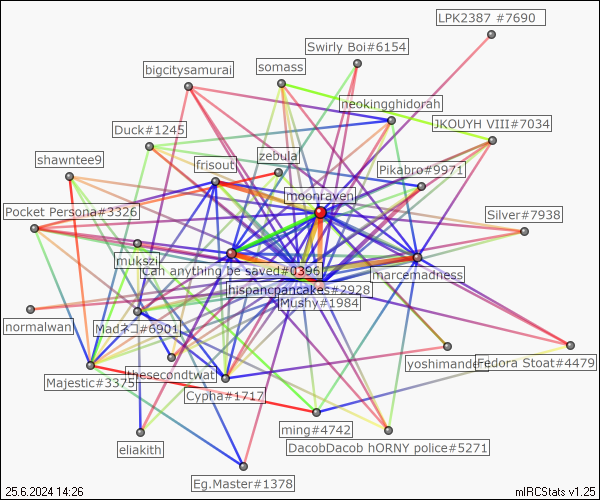 LPK2387 #7690
Swirly Boi#6154
somass
bigcitysamurai
neokingghidorah
JKOUYH VIII#7034
Duck#1245
zebula
shawntee9
frisout
Pikabro#9971
moonraven
Pocket Persona#3326
Silver#7938
mukszi
Can anything be saved#0396
marcemadness
hispancpancakes#2928
Mushy#1984
normalwan
Madネコ#6901
yoshimander
Fedora Stoat#4479
thesecondtwat
Majestic#3375
Cypha#1717
ming#4742
eliakith
DacobDacob hORNY police#5271
Eg.Master#1378
25.6.2024 14:26
mIRCStats v1.25